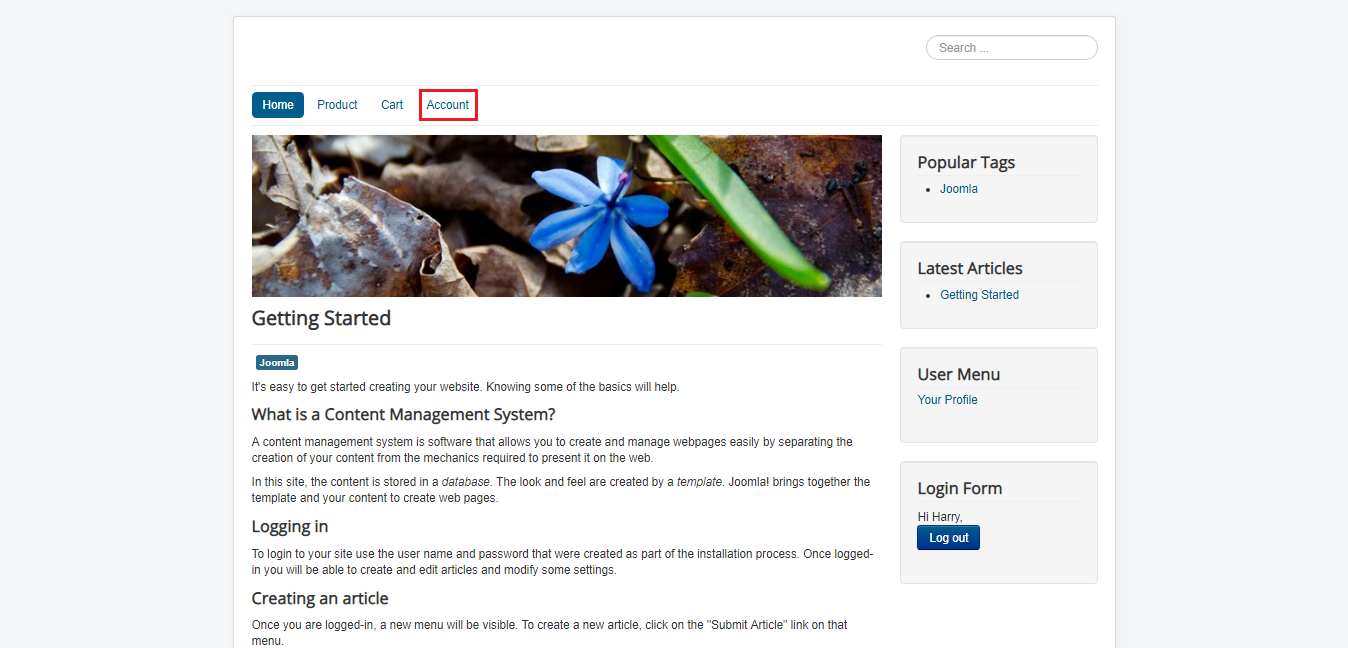 Search ...
Home Product Cart Account
Getting Started
Joomla
It's easy to get started creating your website. Knowing some of the basics will help.
What is a Content Management System?
A content management system is software that allows you to create and manage webpages easily by separating the
creation of your content from the mechanics required to present it on the web.
In this site, the content is stored in a database. The look and feel are created by a template. Joomla! brings together the
template and your content to create web pages.
Logging in
To login to your site use the user name and password that were created as part of the installation process. Once logged-
in you will be able to create and edit articles and modify some settings.
Creating an article
Once you are logged-in, a new menu will be visible. To create a new article, click on the "Submit Article" link on that
menu.
Popular Tags
Joomla
Latest Articles
Getting Started
User Menu
Your Profile
Login Form
Hi Harry,
Log out